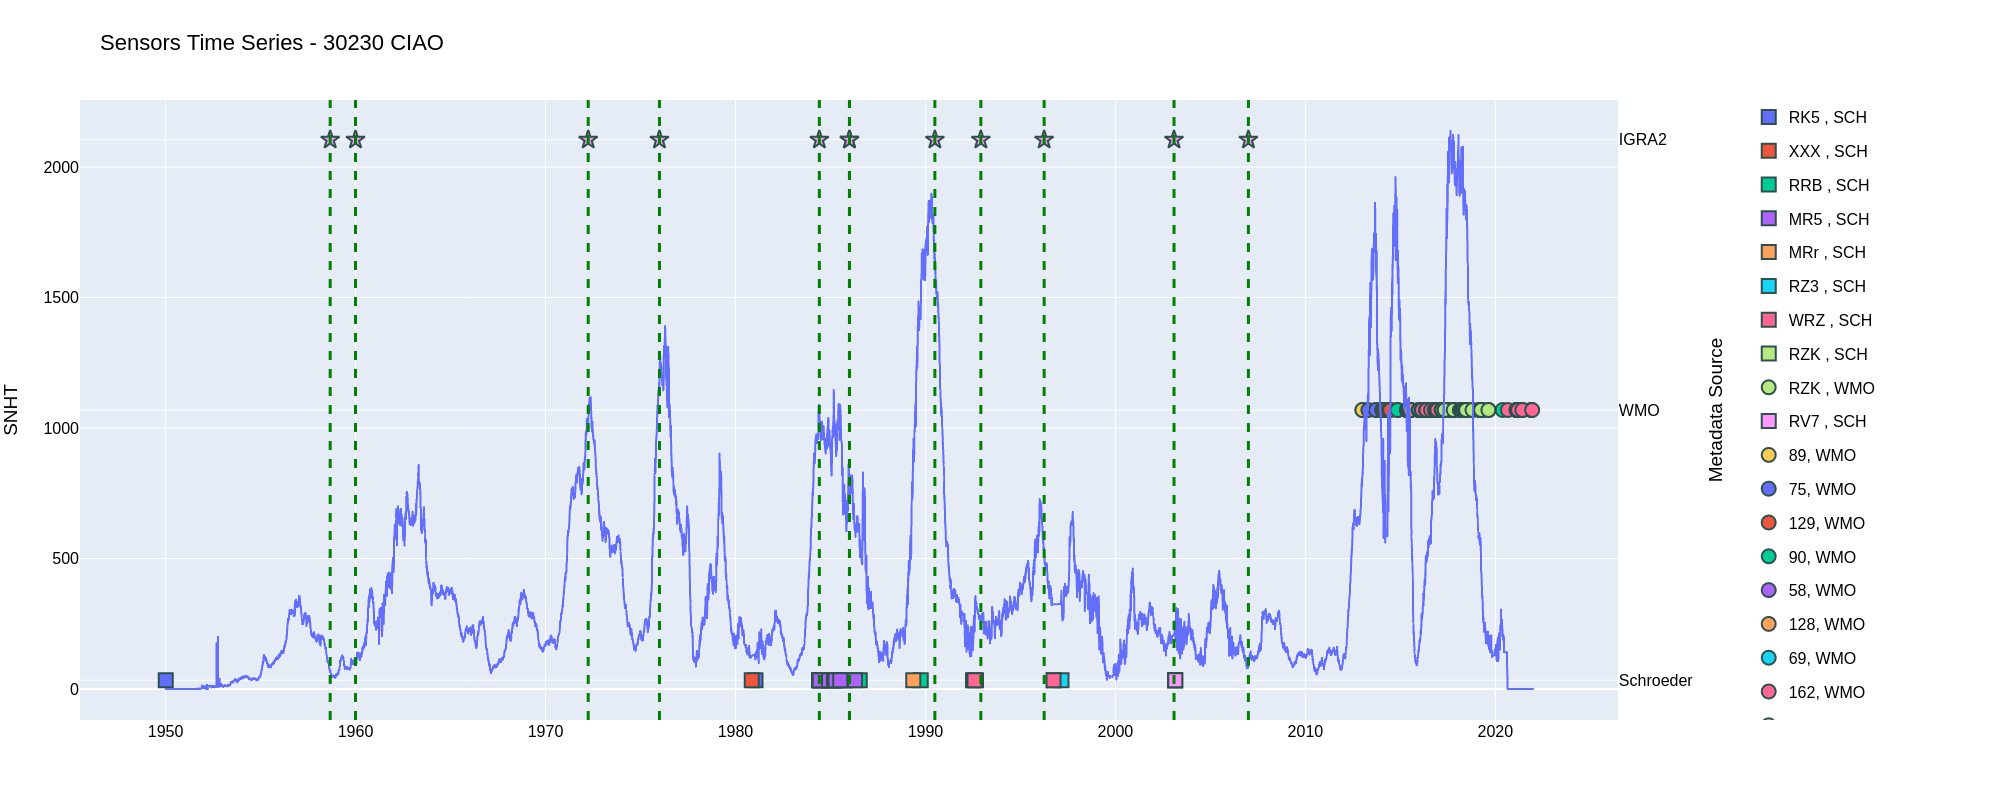 Sensors Time Series - 30230 CIAO
SNHT
2000
1500
1000
500
0
1950
1960
1970
1980
1990
2000
2010
2020
IGRA2
WMO
Schroeder
Metadata Source
RK5 , SCH
XXX , SCH
RRB , SCH
MR5 , SCH
MRr , SCH
RZ3 , SCH
WRZ , SCH
RZK , SCH
RZK , WMO
RV7 , SCH
89, WMO
75, WMO
129, WMO
90, WMO
58, WMO
128, WMO
69, WMO
162, WMO